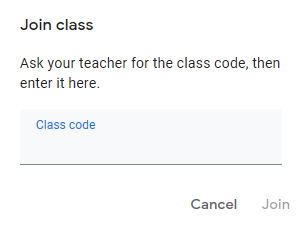 Join class
Ask your teacher for the class code, then
enter it here.
Class code
Cancel Join